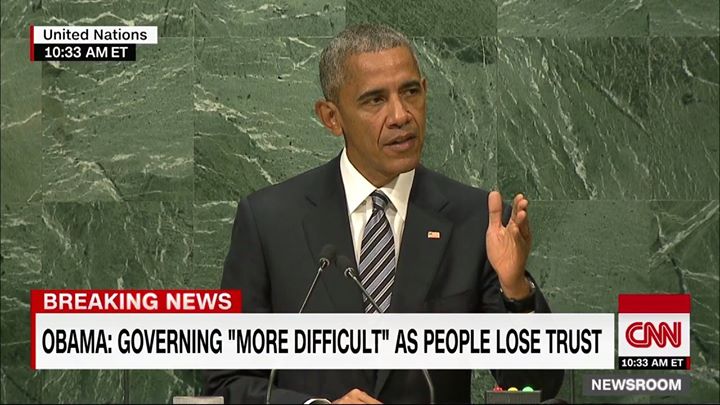 United Nations
10:33 AM ET
BREAKING NEWS
OBAMA: GOVERNING "MORE DIFFICULT" AS PEOPLE LOSE TRUST
CNN
10:33 AM ET
NEWSROOM